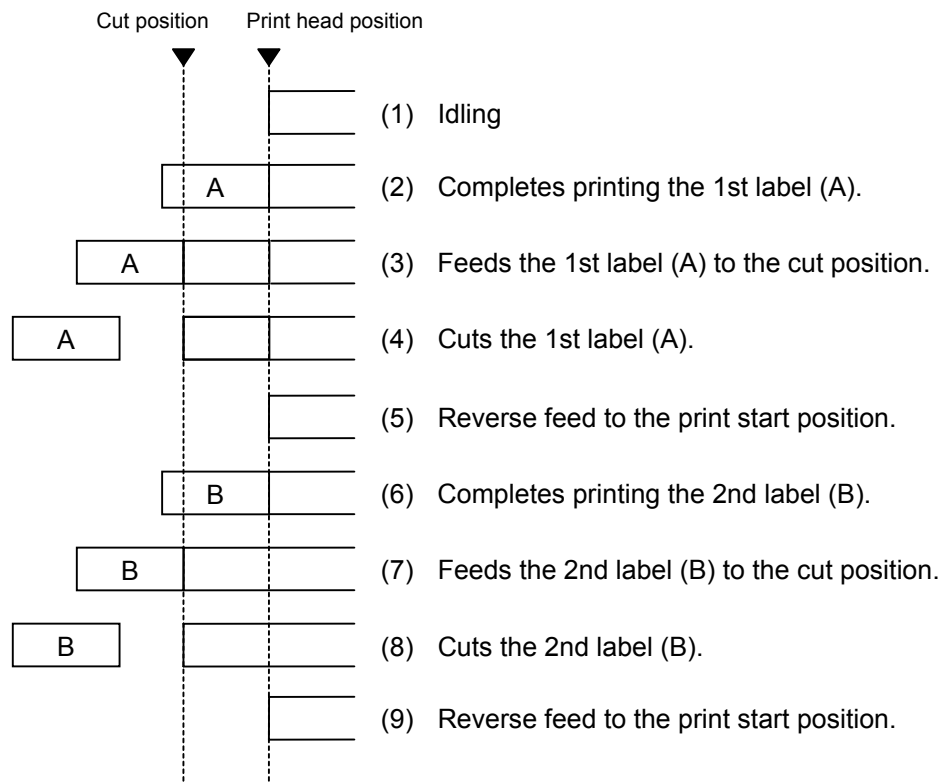 Cut position Print head position
(1) Idling
A (2) Completes printing the 1st label (A).
A (3) Feeds the 1st label (A) to the cut position.
A (4) Cuts the 1st label (A).
(5) Reverse feed to the print start position.
B (6) Completes printing the 2nd label (B).
B (7) Feeds the 2nd label (B) to the cut position.
B (8) Cuts the 2nd label (B).
(9) Reverse feed to the print start position.